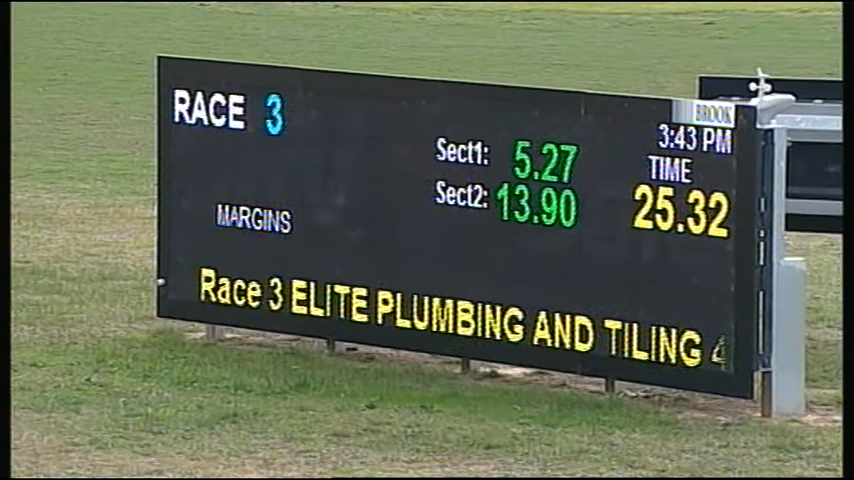 BROOK
RACE 3
3:43 PM
Sect1: 5.27
TIME
Sect2: 13.90
25.32
MARGINS
Race 3 ELITE PLUMBING AND TILING 4